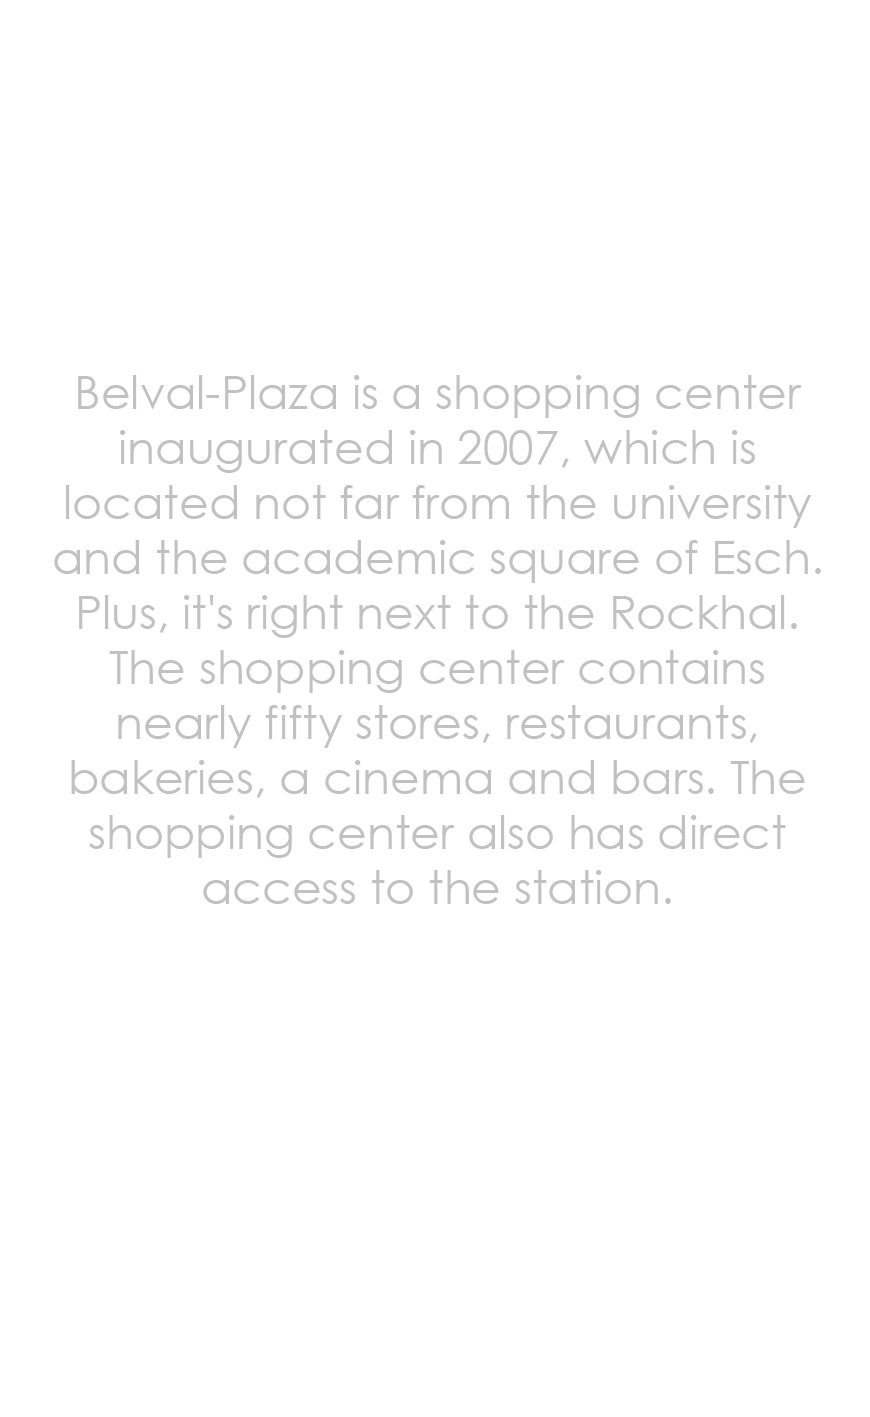 Belval-Plaza is a shopping center
inaugurated in 2007, which is
located not far from the university
and the academic square of Esch.
Plus, it's right next to the Rockhal.
The shopping center contains
nearly fifty stores, restaurants,
bakeries, a cinema and bars. The
shopping center also has direct
access to the station.